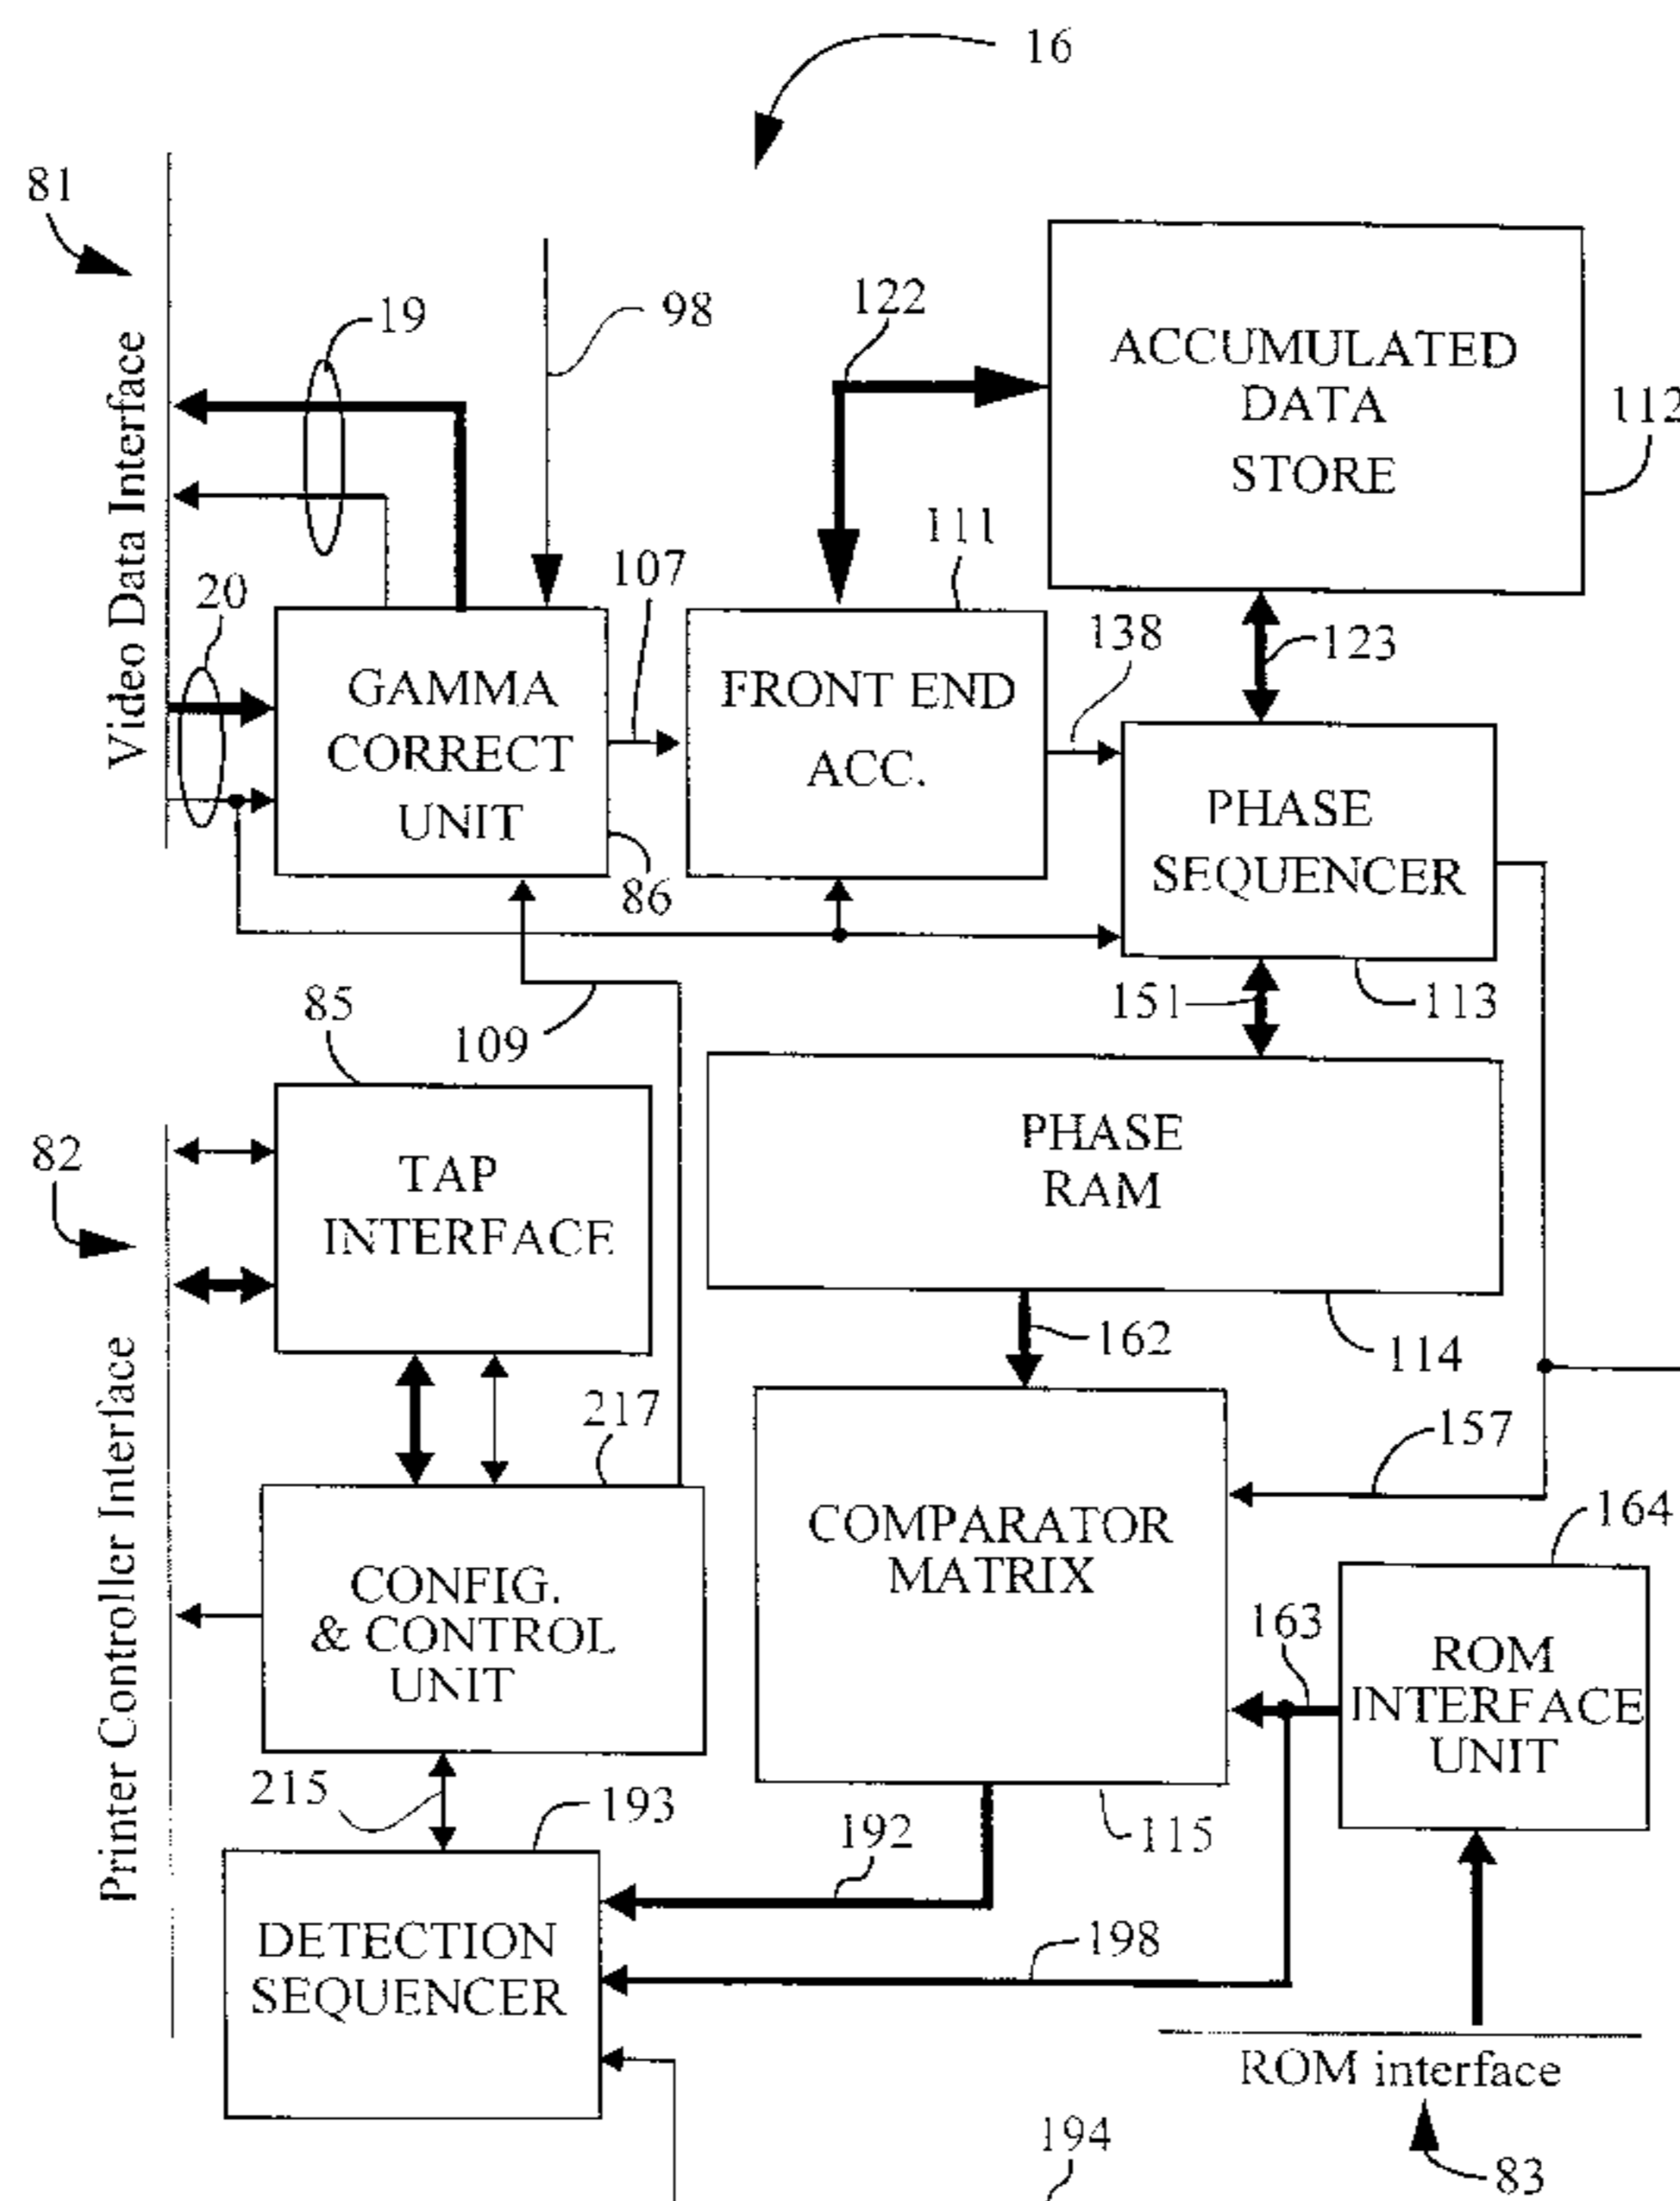 16
81
Video Data Interface
19
98
122
ACCUMULATED
DATA
STORE
112
20
107
111
138
123
GAMMA
CORRECT
UNIT
86
FRONT END
ACC.
PHASE
SEQUENCER
109
151
113
85
82
TAP
INTERFACE
PHASE
RAM
162
114
Printer Controller Interface
217
157
CONFIG.
& CONTROL
UNIT
COMPARATOR
MATRIX
164
163
ROM
INTERFACE
UNIT
215
193
192
115
DETECTION
SEQUENCER
198
ROM interface
194
83